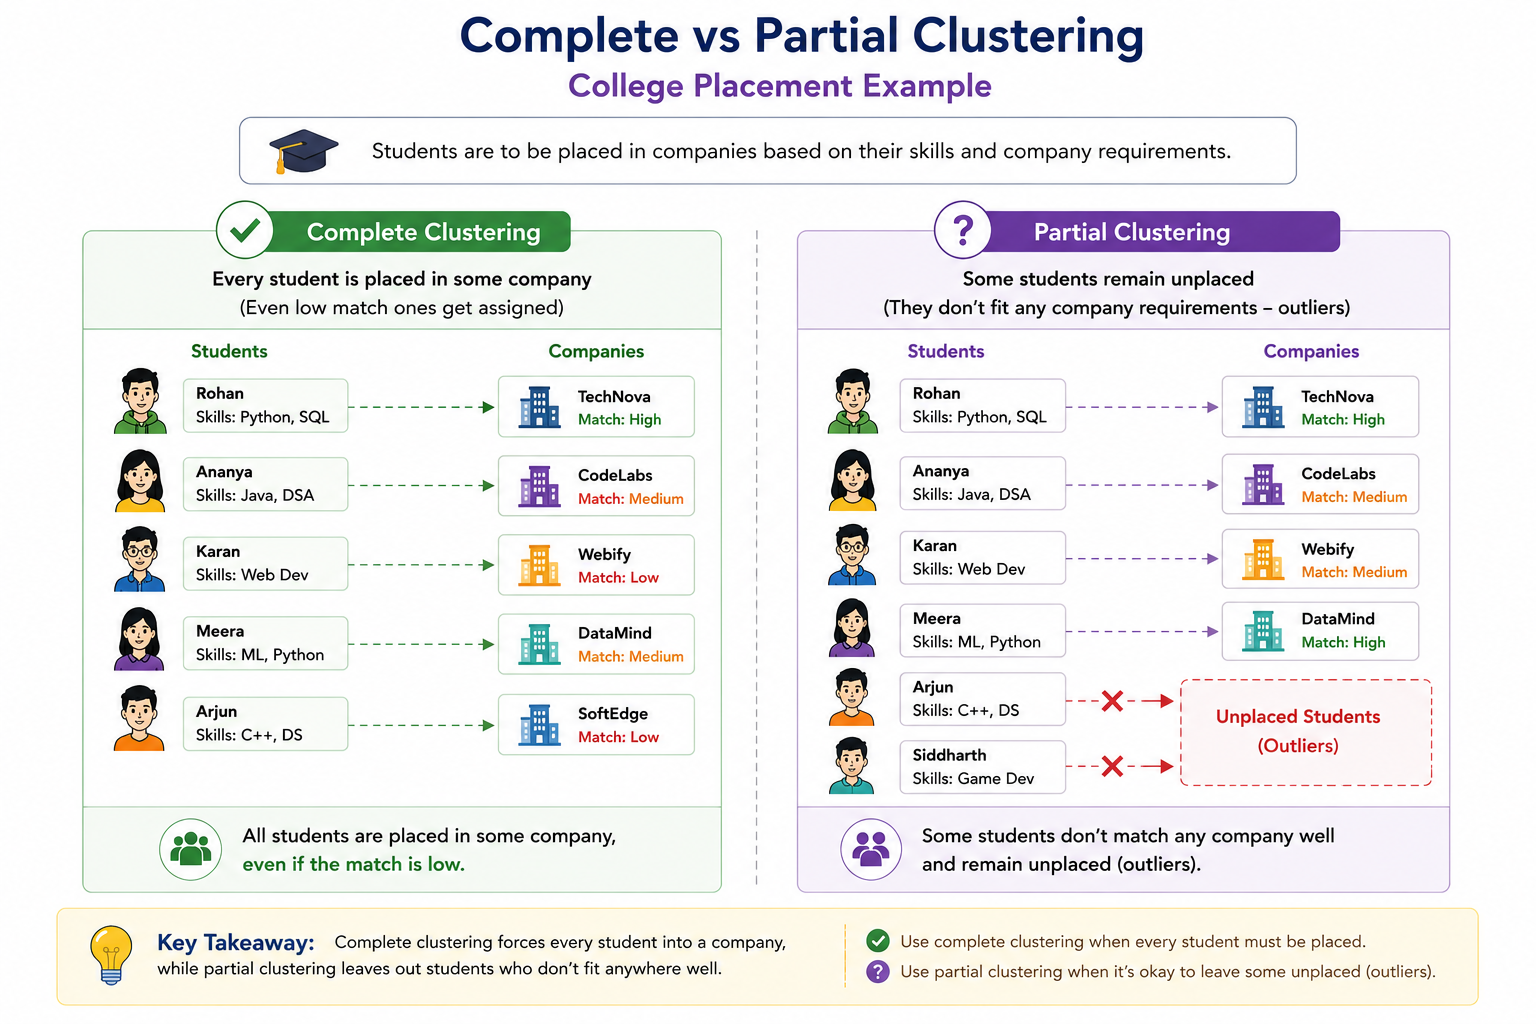 Complete vs Partial Clustering
College Placement Example
Students are to be placed in companies based on their skills and company requirements.
Complete Clustering
Every student is placed in some company
(Even low match ones get assigned)
Students
Companies
Rohan
Skills: Python, SQL
TechNova
Match: High
Ananya
Skills: Java, DSA
CodeLabs
Match: Medium
Karan
Skills: Web Dev
Webify
Match: Low
Meera
Skills: ML, Python
DataMind
Match: Medium
Arjun
Skills: C++, DS
SoftEdge
Match: Low
All students are placed in some company,
even if the match is low.
?
Partial Clustering
Some students remain unplaced
(They don't fit any company requirements – outliers)
Students
Companies
Rohan
Skills: Python, SQL
TechNova
Match: High
Ananya
Skills: Java, DSA
CodeLabs
Match: Medium
Karan
Skills: Web Dev
Webify
Match: Medium
Meera
Skills: ML, Python
DataMind
Match: High
Arjun
Skills: C++, DS
Siddharth
Skills: Game Dev
Unplaced Students
(Outliers)
Some students don't match any company well
and remain unplaced (outliers).
Key Takeaway: Complete clustering forces every student into a company,
while partial clustering leaves out students who don't fit anywhere well.
Use complete clustering when every student must be placed.
? Use partial clustering when it's okay to leave some unplaced (outliers).